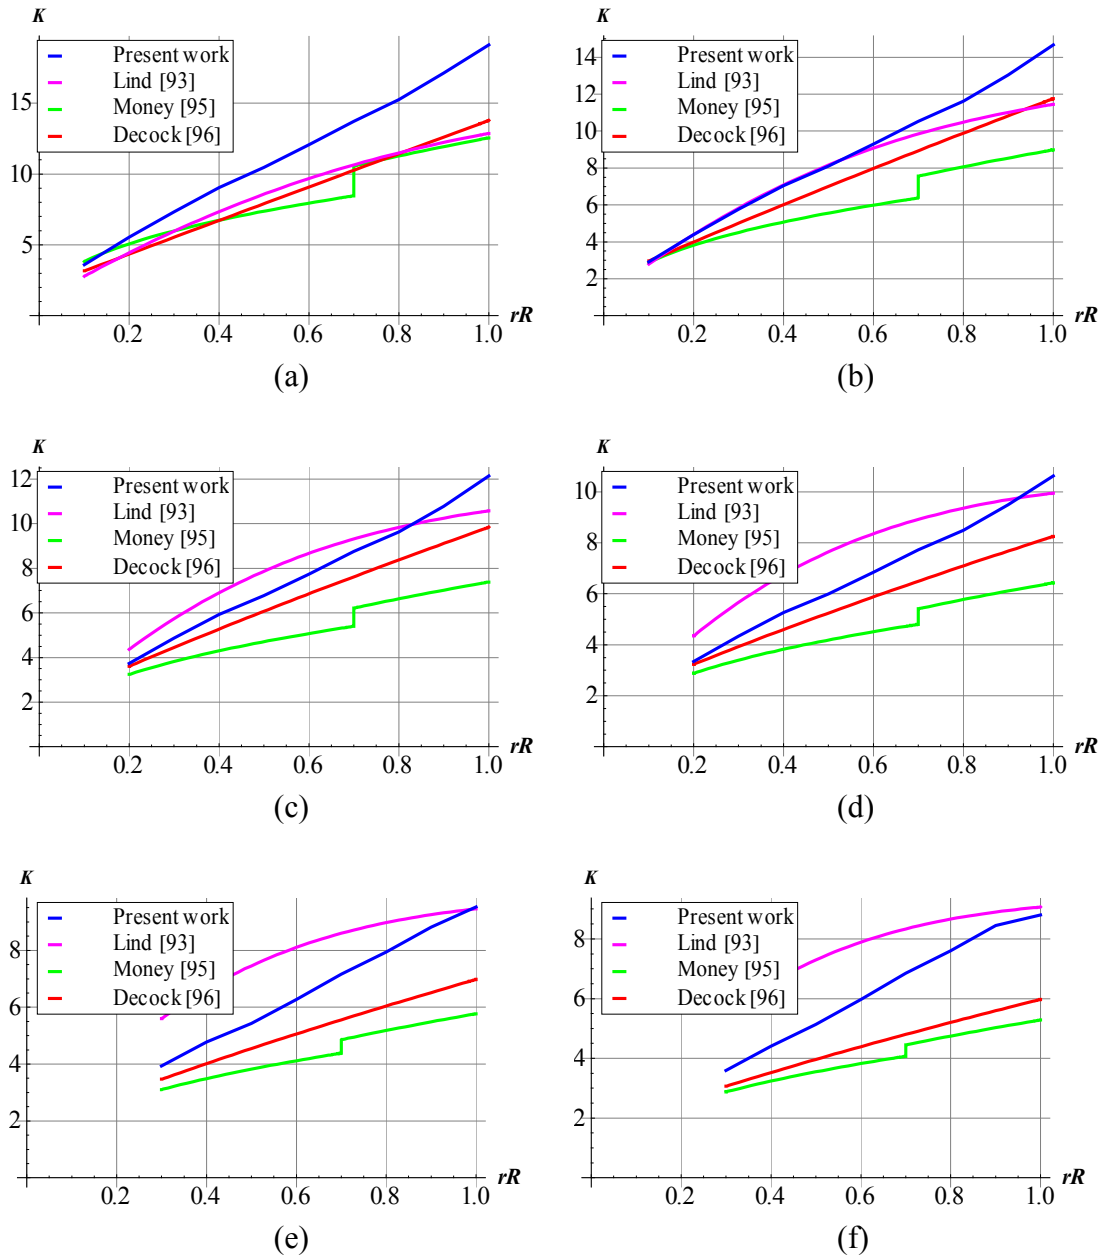 K
Present work
Lind [93]
Money [95]
Decock [96]
15
10
5
0.2 0.4 0.6 0.8 1.0
rR
(a)
K
Present work
Lind [93]
Money [95]
Decock [96]
14
12
10
8
6
4
2
0.2 0.4 0.6 0.8 1.0
rR
(b)
K
Present work
Lind [93]
Money [95]
Decock [96]
12
10
8
6
4
2
0.2 0.4 0.6 0.8 1.0
rR
(c)
K
Present work
Lind [93]
Money [95]
Decock [96]
10
8
6
4
2
0.2 0.4 0.6 0.8 1.0
rR
(d)
K
Present work
Lind [93]
Money [95]
Decock [96]
8
6
4
2
0.2 0.4 0.6 0.8 1.0
rR
(e)
K
Present work
Lind [93]
Money [95]
Decock [96]
8
6
4
2
0.2 0.4 0.6 0.8 1.0
rR
(f)